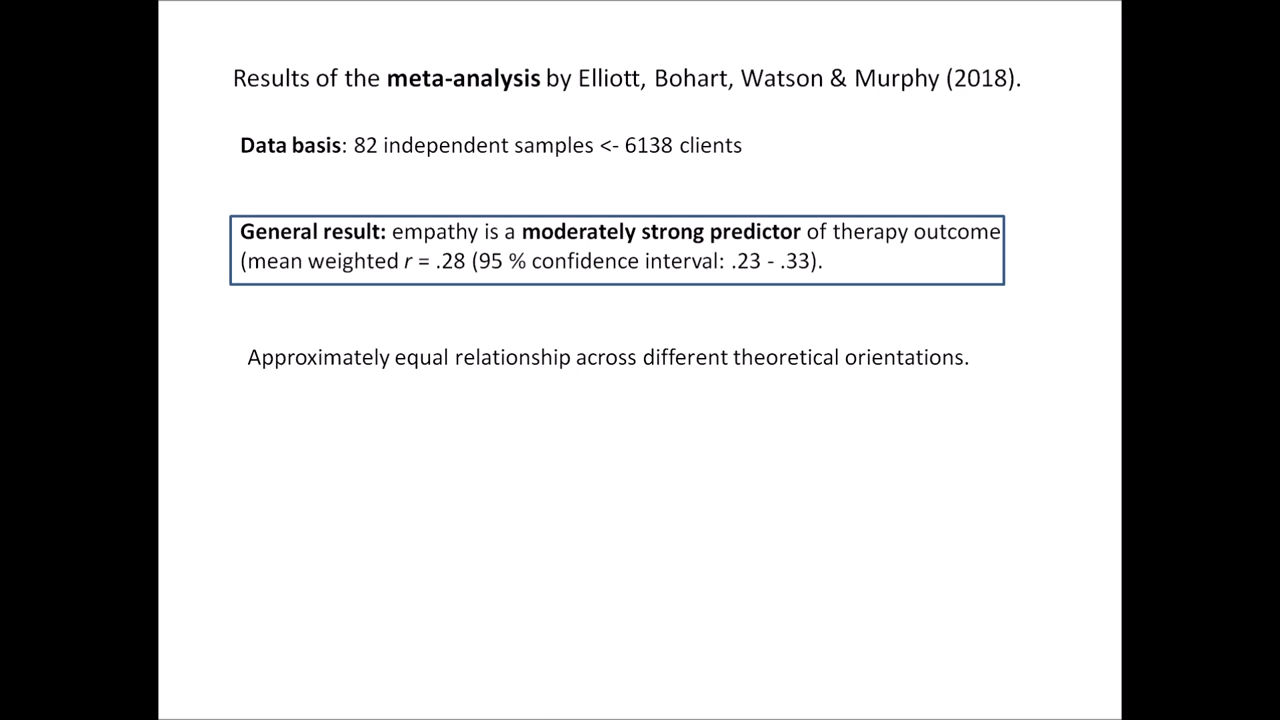 Results of the meta-analysis by Elliott, Bohart, Watson & Murphy (2018).
Data basis: 82 independent samples <- 6138 clients
General result: empathy is a moderately strong predictor of therapy outcome
(mean weighted r = .28 (95 % confidence interval: .23 - .33).
Approximately equal relationship across different theoretical orientations.